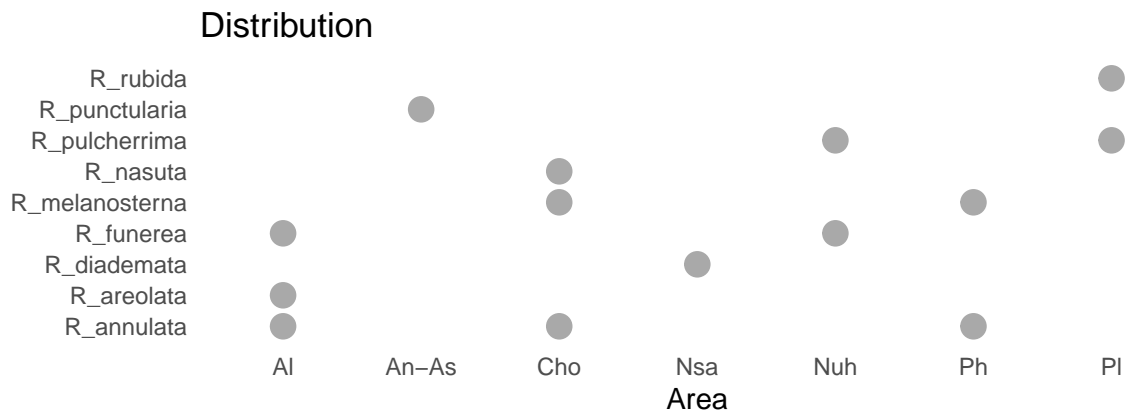 Distribution
R_rubida
R_punctularia
R_pulcherrima
R_nasuta
R_melanosterna
R_funerea
R_diademata
R_areolata
R_annulata
Al An−As Cho Nsa Nuh Ph Pl
Area